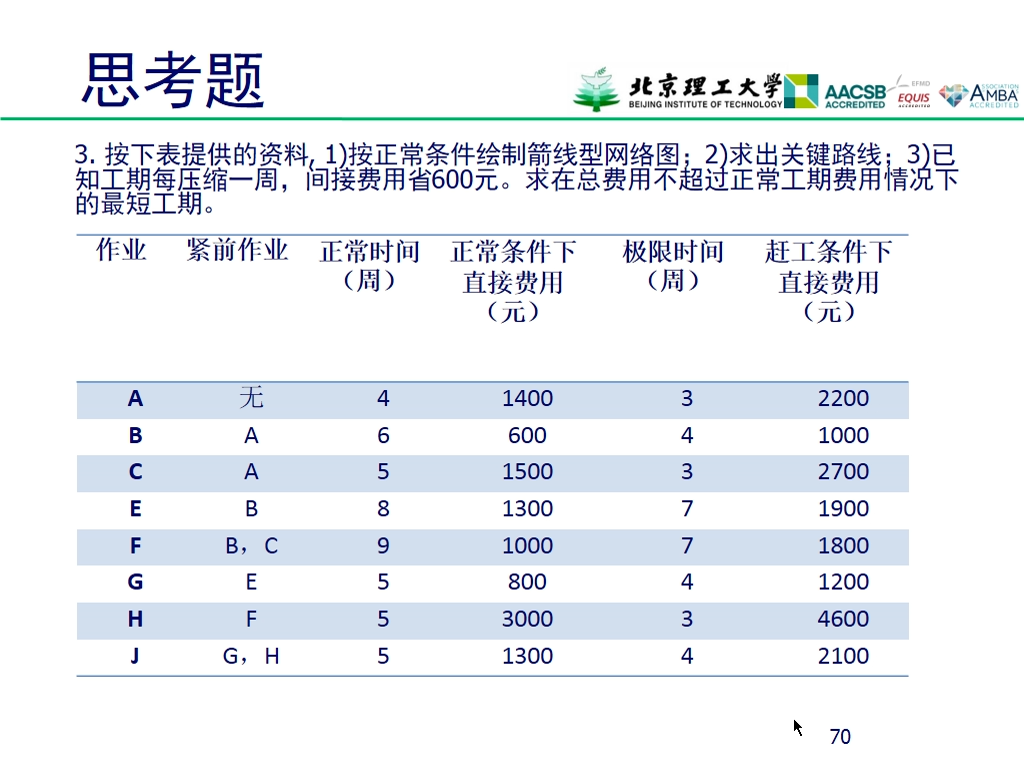 思考题
北京理工大学
BEIJING INSTITUTE OF TECHNOLOGY
AACSB
ACCREDITED
EFMD
EQUIS
ACCREDITED
ASSOCIATION
AMBA
ACCREDITED
3. 按下表提供的资料, 1)按正常条件绘制箭线型网络图；2)求出关键路线；3)已
知工期每压缩一周，间接费用省600元。求在总费用不超过正常工期费用情况下
的最短工期。
作业 紧前作业 正常时间（周） 正常条件下直接费用（元） 极限时间（周） 赶工条件下直接费用（元）
A 无 4 1400 3 2200
B A 6 600 4 1000
C A 5 1500 3 2700
E B 8 1300 7 1900
F B，C 9 1000 7 1800
G E 5 800 4 1200
H F 5 3000 3 4600
J G，H 5 1300 4 2100
70